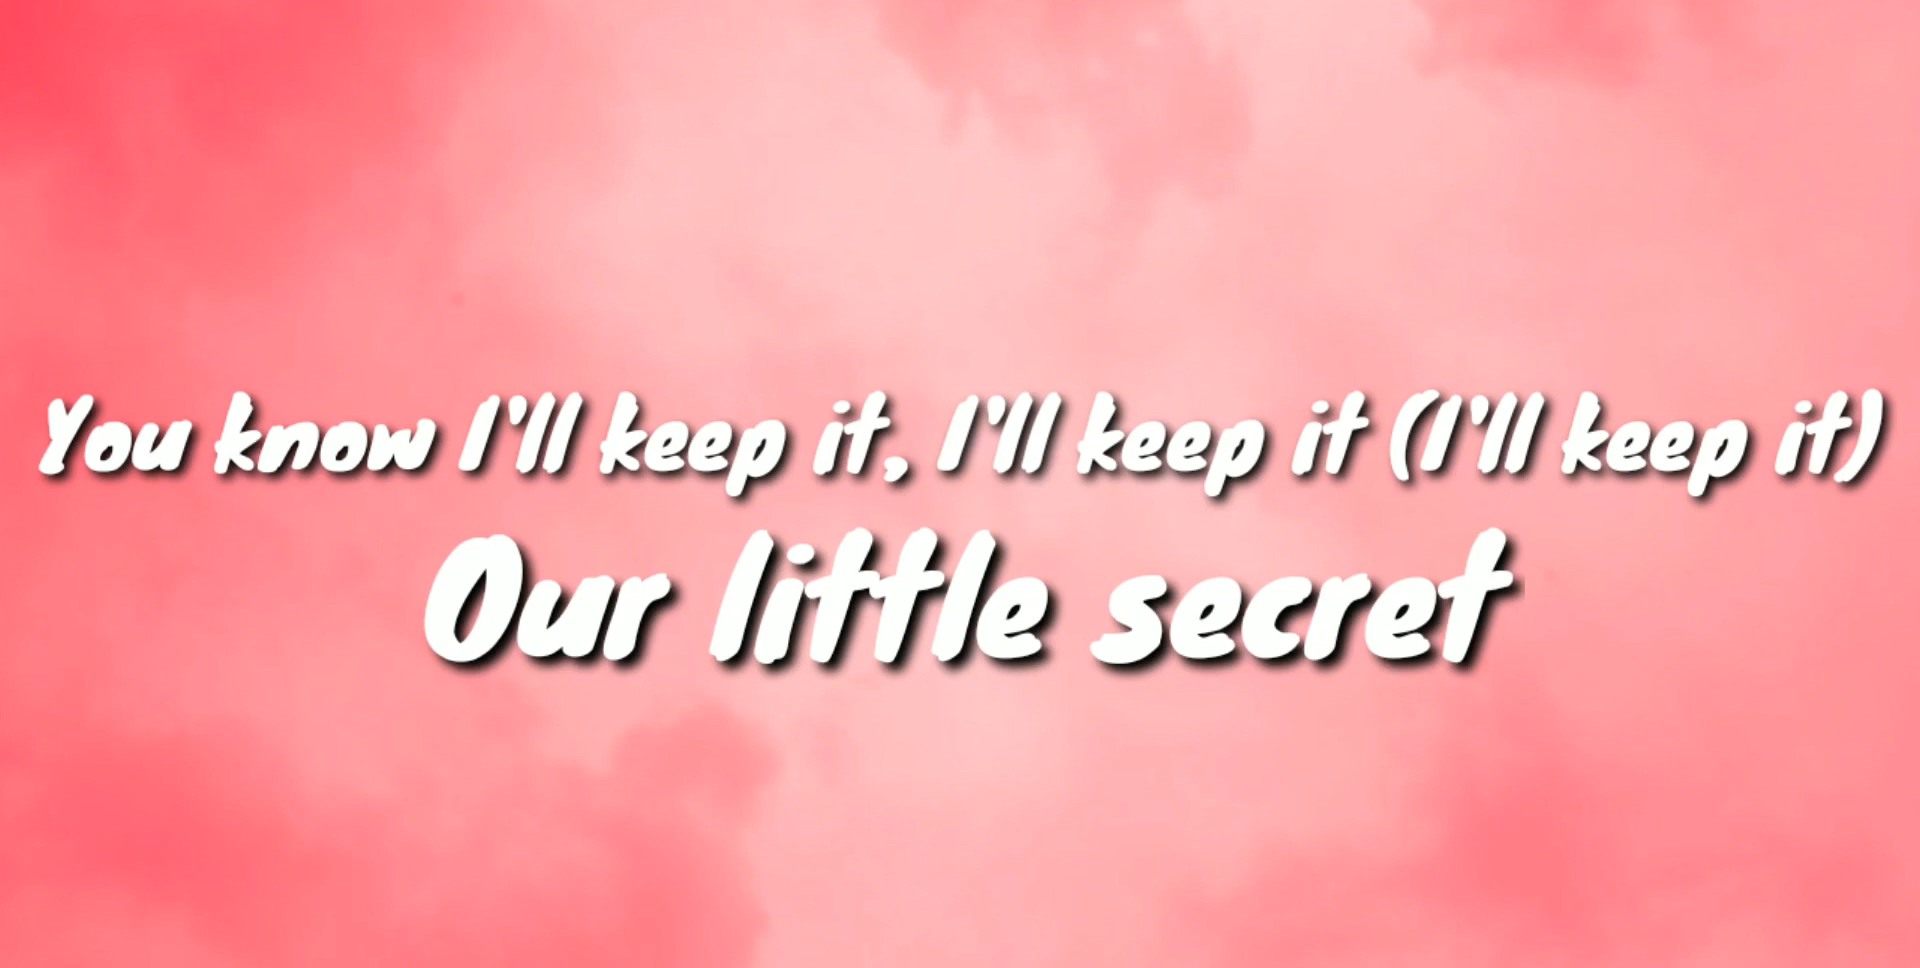 You know I'll keep it, I'll keep it (I'll keep it)
Our little secret